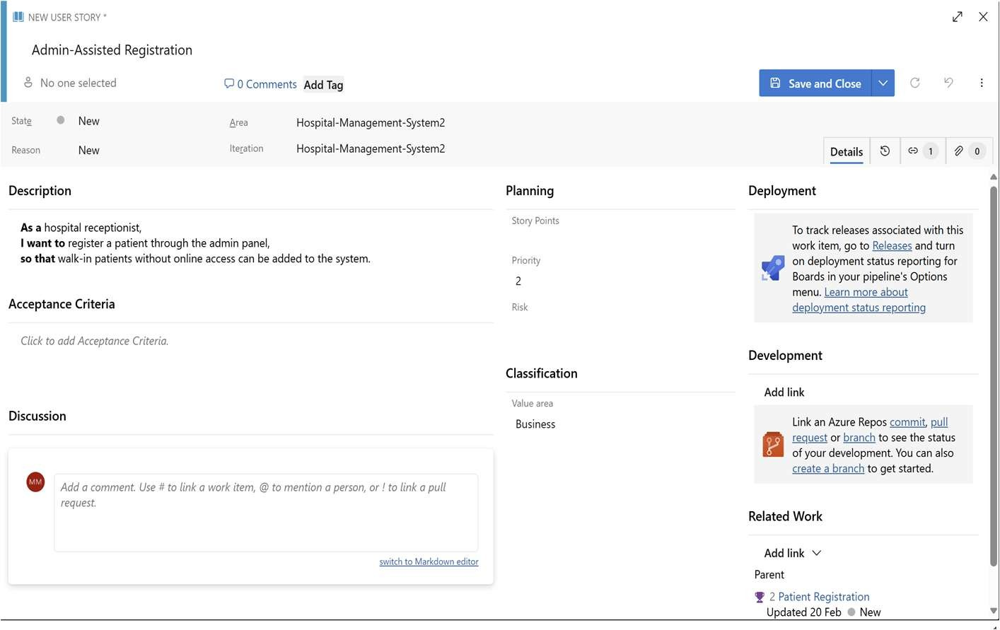 NEW USER STORY *
Admin-Assisted Registration
No one selected
0 Comments
Add Tag
Save and Close
State
New
Area
Hospital-Management-System2
Reason
New
Iteration
Hospital-Management-System2
Details
1
0
Description
As a hospital receptionist,
I want to register a patient through the admin panel,
so that walk-in patients without online access can be added to the system.
Acceptance Criteria
Click to add Acceptance Criteria.
Discussion
MM
Add a comment. Use # to link a work item, @ to mention a person, or ! to link a pull
request.
switch to Markdown editor
Planning
Story Points
Priority
2
Risk
Classification
Value area
Business
Deployment
To track releases associated with this
work item, go to Releases and turn
on deployment status reporting for
Boards in your pipeline's Options
menu. Learn more about
deployment status reporting
Development
Add link
Link an Azure Repos commit, pull
request or branch to see the status
of your development. You can also
create a branch to get started.
Related Work
Add link
Parent
2 Patient Registration
Updated 20 Feb New